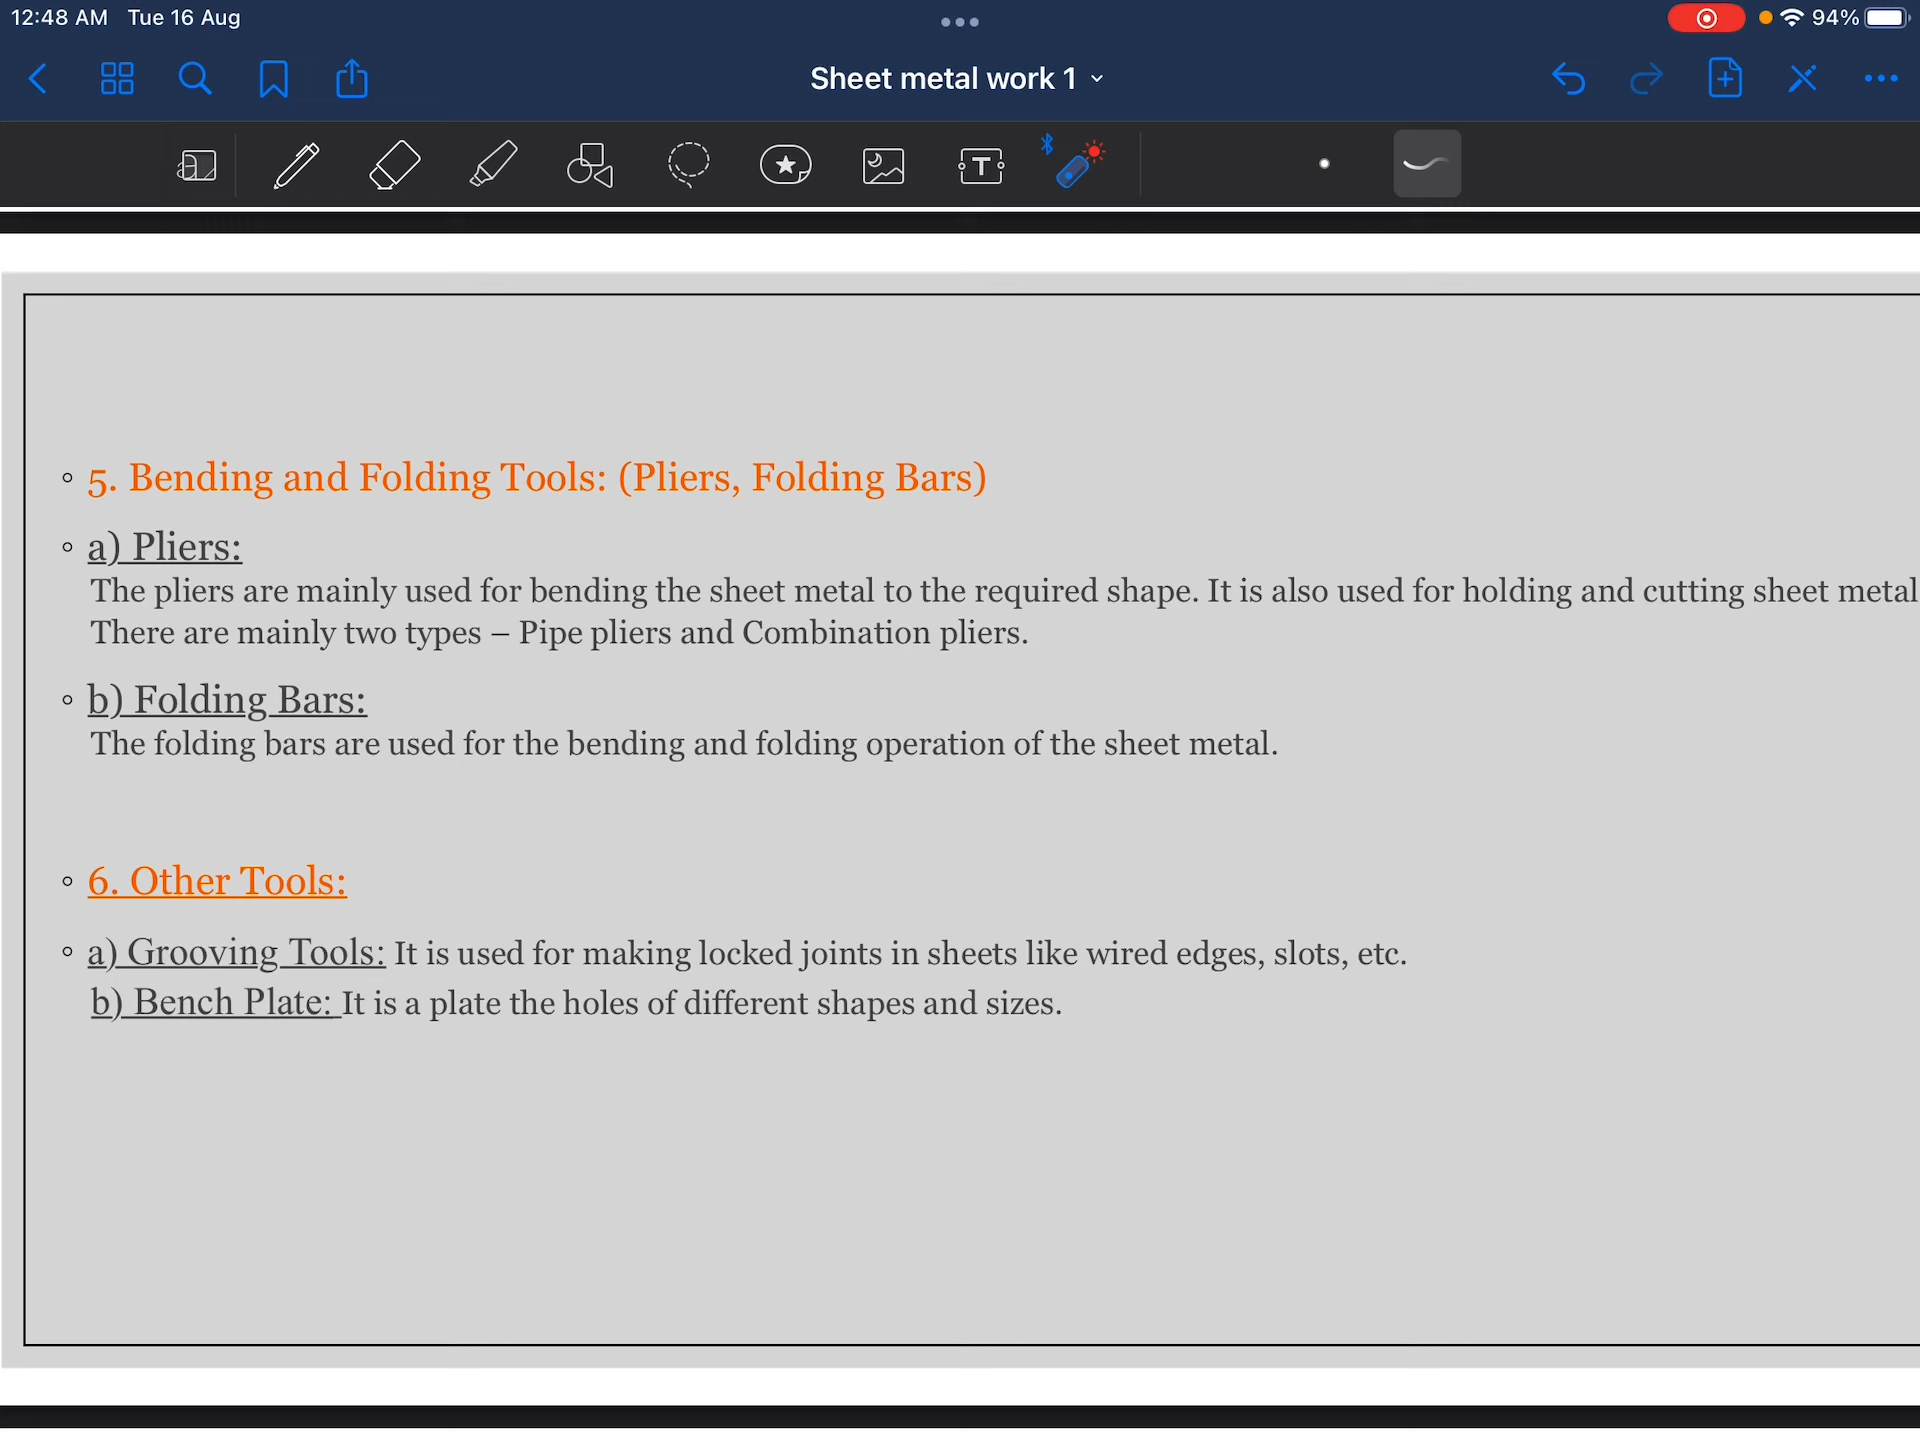 12:48 AM Tue 16 Aug
94%
Sheet metal work 1
5. Bending and Folding Tools: (Pliers, Folding Bars)
a) Pliers:
The pliers are mainly used for bending the sheet metal to the required shape. It is also used for holding and cutting sheet metal
There are mainly two types – Pipe pliers and Combination pliers.
b) Folding Bars:
The folding bars are used for the bending and folding operation of the sheet metal.
6. Other Tools:
a) Grooving Tools: It is used for making locked joints in sheets like wired edges, slots, etc.
b) Bench Plate: It is a plate the holes of different shapes and sizes.